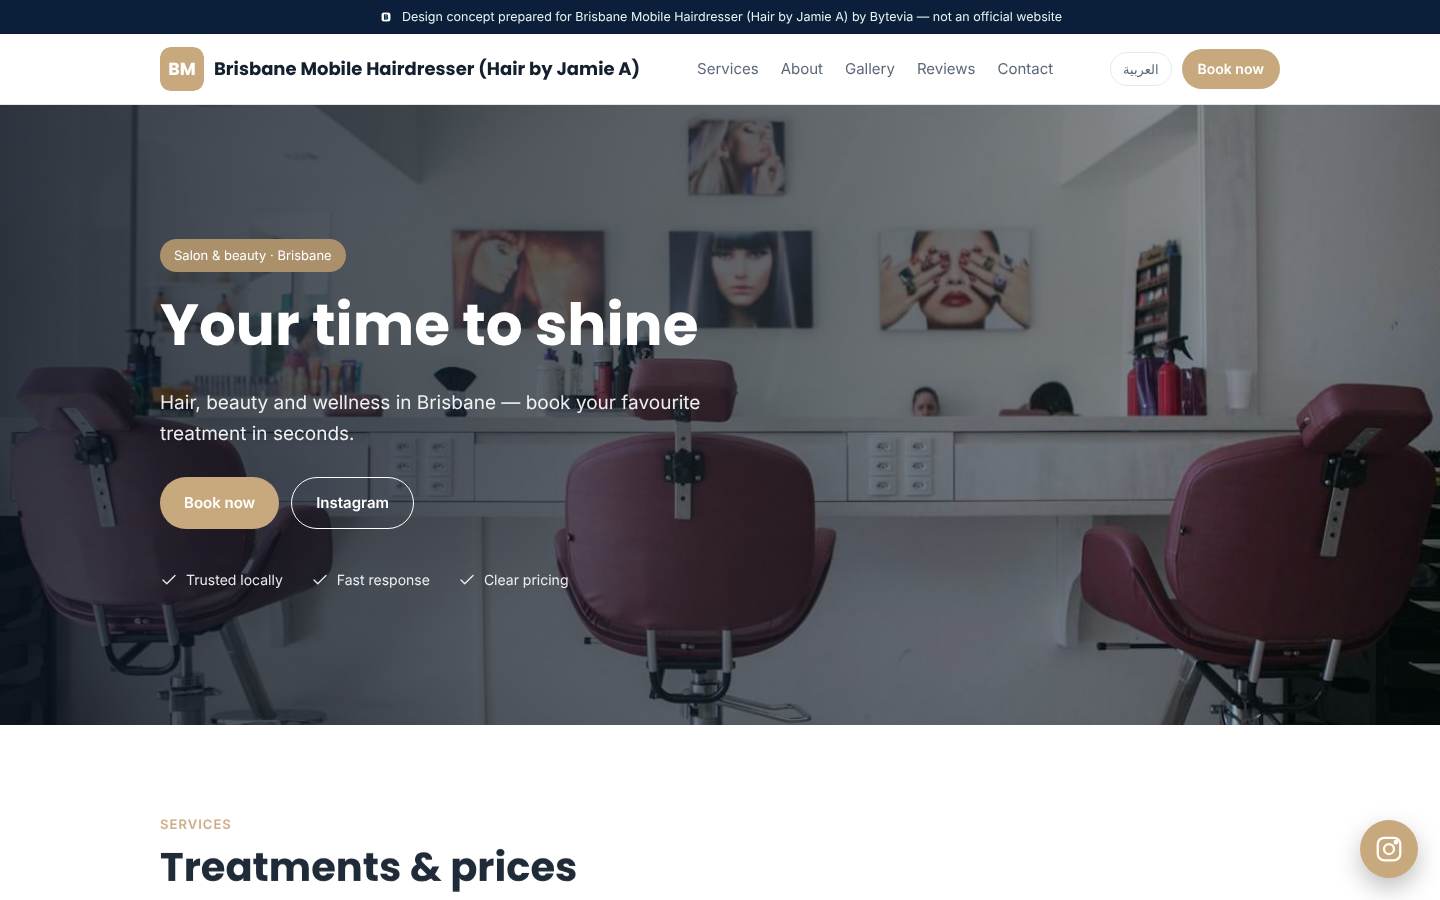 Design concept prepared for Brisbane Mobile Hairdresser (Hair by Jamie A) by Bytevia — not an official website
BM
Brisbane Mobile Hairdresser (Hair by Jamie A)
Services
About
Gallery
Reviews
Contact
العربية
Book now
Salon & beauty · Brisbane
Your time to shine
Hair, beauty and wellness in Brisbane — book your favourite
treatment in seconds.
Book now
Instagram
Trusted locally
Fast response
Clear pricing
SERVICES
Treatments & prices